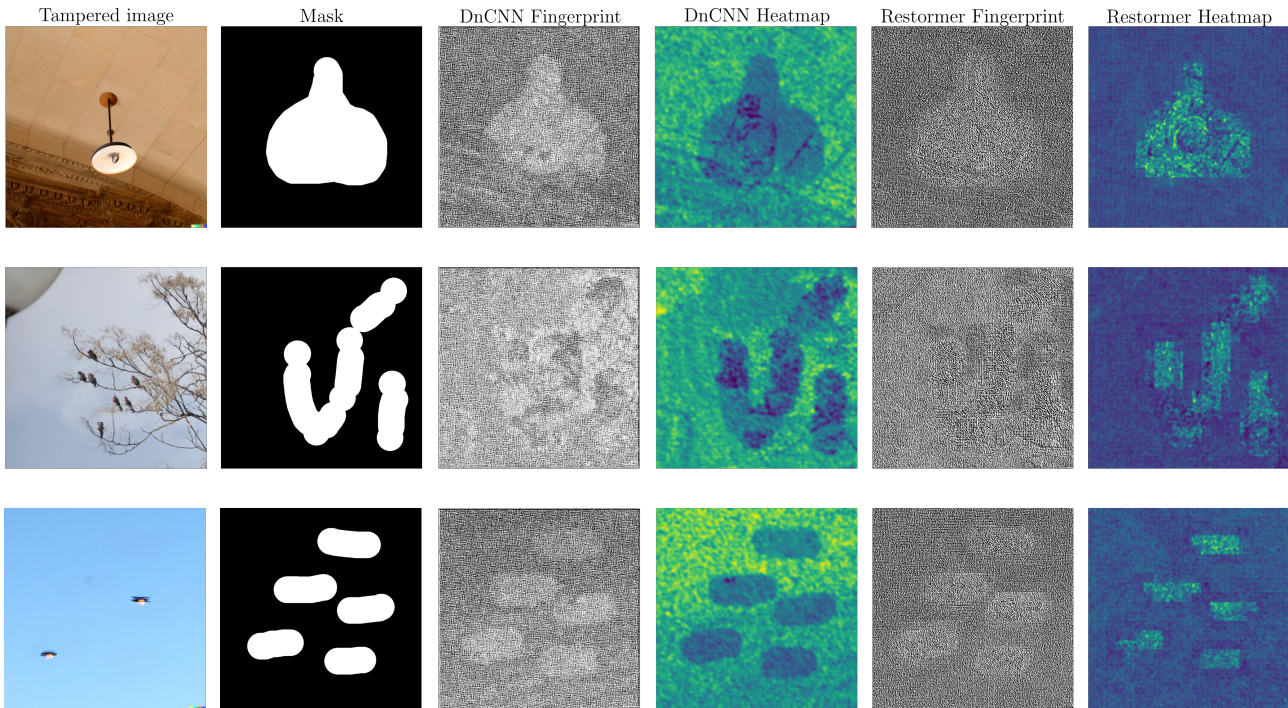 Tampered image
Mask
DnCNN Fingerprint
DnCNN Heatmap
Restormer Fingerprint
Restormer Heatmap